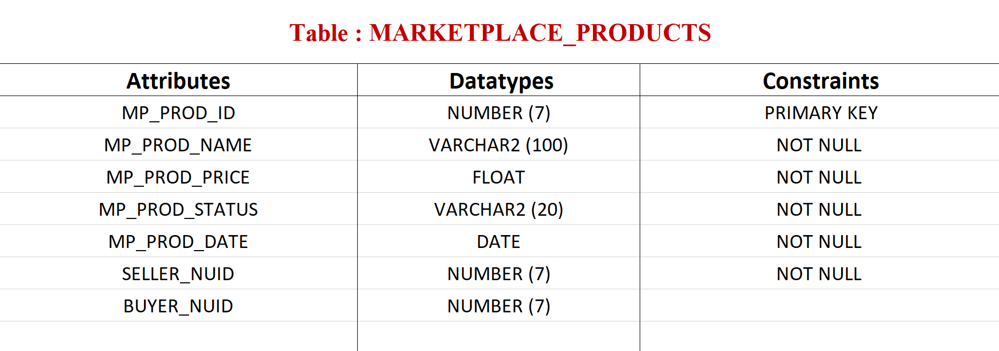 Table : MARKETPLACE_PRODUCTS
Attributes Datatypes Constraints
MP_PROD_ID NUMBER (7) PRIMARY KEY
MP_PROD_NAME VARCHAR2 (100) NOT NULL
MP_PROD_PRICE FLOAT NOT NULL
MP_PROD_STATUS VARCHAR2 (20) NOT NULL
MP_PROD_DATE DATE NOT NULL
SELLER_NUID NUMBER (7) NOT NULL
BUYER_NUID NUMBER (7)